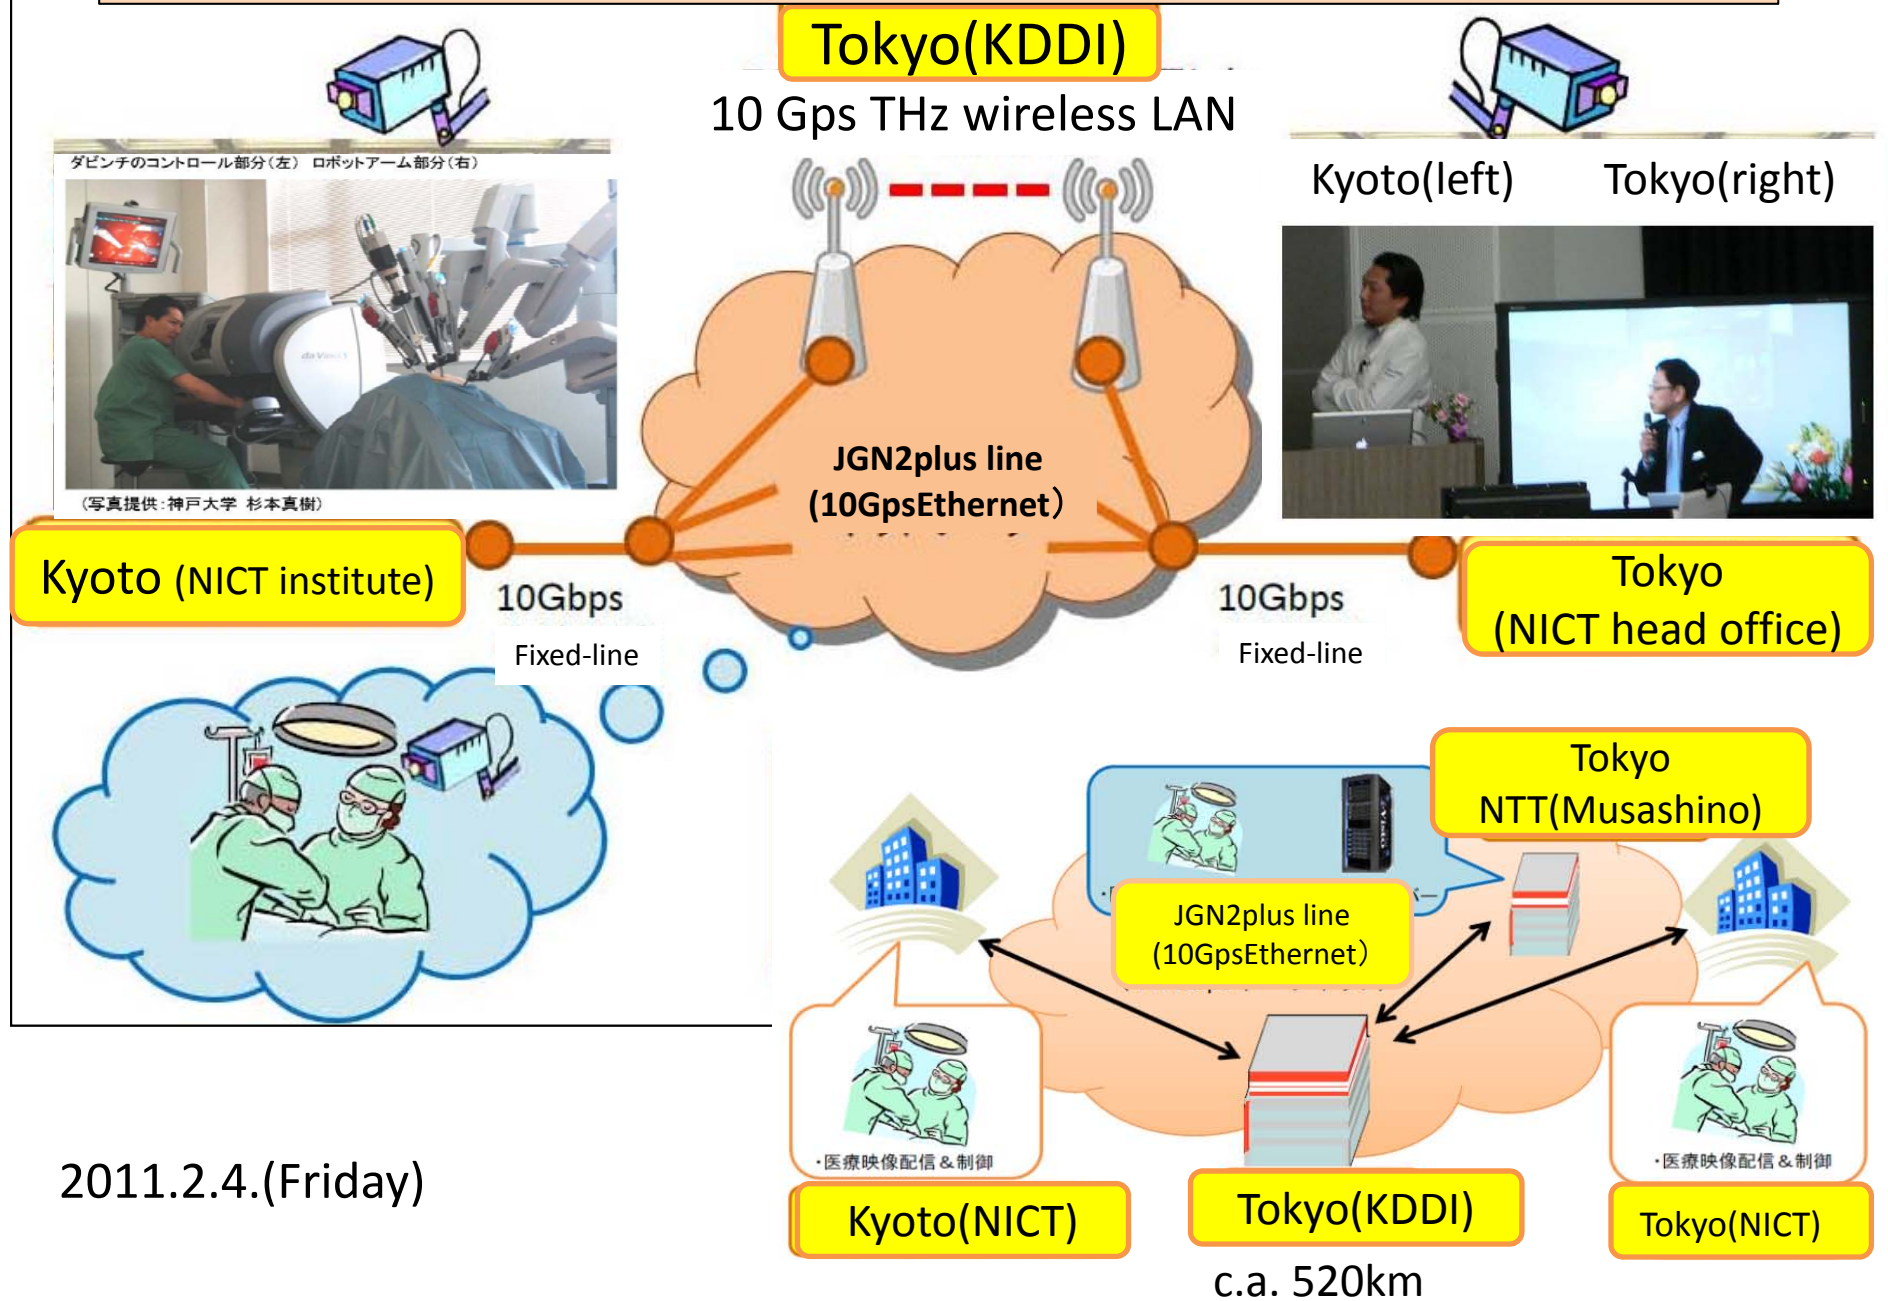 Tokyo(KDDI)
10 Gps THz wireless LAN
ダビンチのコントロール部分(左) ロボットアーム部分(右)
da Vinci S
(写真提供:神戸大学 杉本真樹)
Kyoto(left) Tokyo(right)
JGN2plus line
(10GpsEthernet）
Kyoto (NICT institute)
10Gbps
Fixed-line
10Gbps
Fixed-line
Tokyo
(NICT head office)
Tokyo
NTT(Musashino)
JGN2plus line
(10GpsEthernet）
・医療映像配信&制御
・医療映像配信&制御
2011.2.4.(Friday)
Kyoto(NICT)
Tokyo(KDDI)
Tokyo(NICT)
c.a. 520km